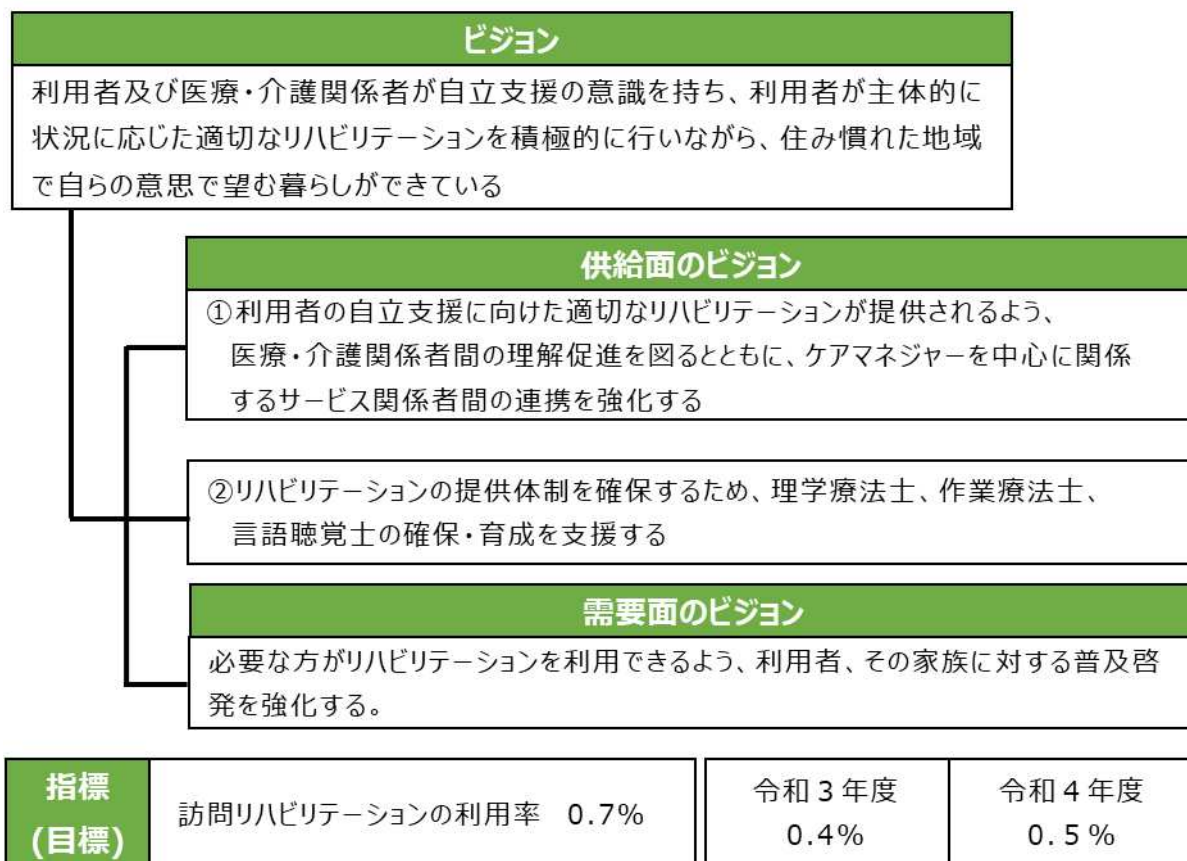 ビジョン
利用者及び医療・介護関係者が自立支援の意識を持ち、利用者が主体的に
状況に応じた適切なリハビリテーションを積極的に行いながら、住み慣れた地域
で自らの意思で望む暮らしができている
供給面のビジョン
①利用者の自立支援に向けた適切なリハビリテーションが提供されるよう、
医療・介護関係者間の理解促進を図るとともに、ケアマネジャーを中心に関係
するサービス関係者間の連携を強化する
②リハビリテーションの提供体制を確保するため、理学療法士、作業療法士、
言語聴覚士の確保・育成を支援する
需要面のビジョン
必要な方がリハビリテーションを利用できるよう、利用者、その家族に対する普及啓
発を強化する。
指標
(目標)
訪問リハビリテーションの利用率 0.7%
令和3年度
0.4%
令和4年度
0.5%